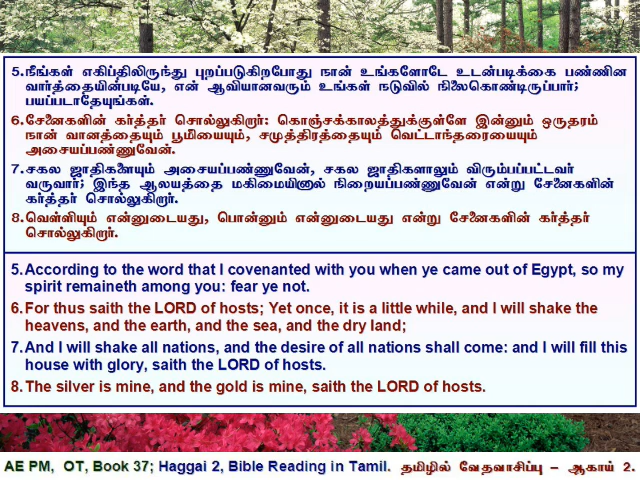 5.நீங்கள் எகிப்திலிருந்து புறப்படுகிறபோது நான் உங்களோடே உடன்படிக்கை பண்ணின
வார்த்தையின்படியே, என் ஆவியானவரும் உங்கள் நடுவில் நிலைகொண்டிருப்பார்;
பயப்படாதேயுங்கள்.
6.சேனைகளின் கர்த்தர் சொல்லுகிறார்: கொஞ்சக்காலத்துக்குள்ளே இன்னும் ஒருதரம்
நான் வானத்தையும் பூமியையும், சமுத்திரத்தையும் வெட்டாந்தரையையும்
அசையப்பண்ணுவேன்.
7.சகல ஜாதிகளையும் அசையப்பண்ணுவேன், சகல ஜாதிகளாலும் விரும்பப்பட்டவர்
வருவார்; இந்த ஆலயத்தை மகிமையினால் நிறையப்பண்ணுவேன் என்று சேனைகளின்
கர்த்தர் சொல்லுகிறார்.
8.வெள்ளியும் என்னுடையது, பொன்னும் என்னுடையது என்று சேனைகளின் கர்த்தர்
சொல்லுகிறார்.
5.According to the word that I covenanted with you when ye came out of Egypt, so my
spirit remaineth among you: fear ye not.
6.For thus saith the LORD of hosts; Yet once, it is a little while, and I will shake the
heavens, and the earth, and the sea, and the dry land;
7.And I will shake all nations, and the desire of all nations shall come: and I will fill this
house with glory, saith the LORD of hosts.
8.The silver is mine, and the gold is mine, saith the LORD of hosts.
AE PM, OT, Book 37; Haggai 2, Bible Reading in Tamil. தமிழில் வேதவாசிப்பு – ஆகாய் 2.